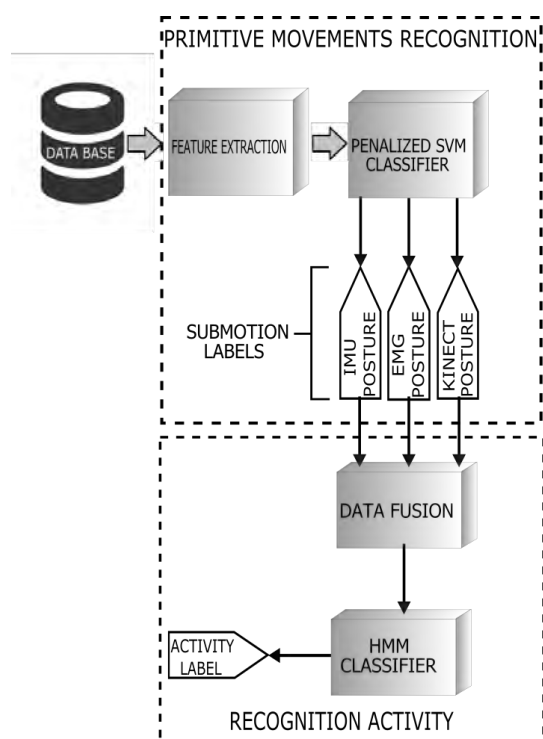 PRIMITIVE MOVEMENTS RECOGNITION
DATA BASE
FEATURE EXTRACTION
PENALIZED SVM
CLASSIFIER
SUBMOTION
LABELS
IMU
POSTURE
EMG
POSTURE
KINECT
POSTURE
DATA FUSION
HMM
CLASSIFIER
ACTIVITY
LABEL
RECOGNITION ACTIVITY